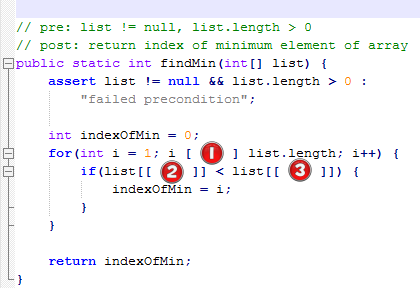 // pre: list != null, list.length > 0
// post: return index of minimum element of array
public static int findMin(int[] list) {
assert list != null && list.length > 0 :
"failed precondition";
int indexOfMin = 0;
for(int i = 1; i [ 1 ] list.length; i++) {
if(list[[ 2 ]] < list[[ 3 ]]) {
indexOfMin = i;
}
}
return indexOfMin;
}